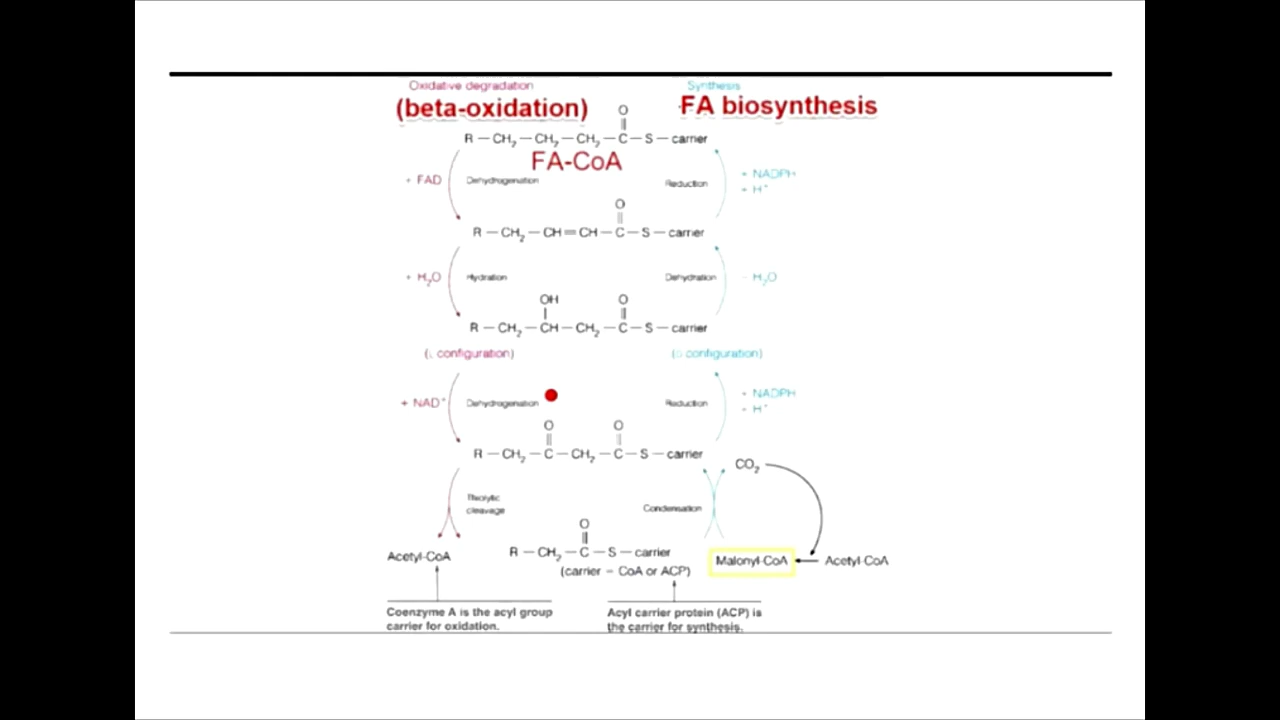 Oxidative degradation
Synthesis
(beta-oxidation)
FA biosynthesis
O
R — CH2 — CH2 — CH2 — C — S — carrier
FA-CoA
+ FAD
Dehydrogenation
Reduction
+ NADPH
+ H+
O
R — CH2 — CH = CH — C — S — carrier
+ H2O
Hydration
Dehydration
– H2O
OH
O
R — CH2 — CH — CH2 — C — S — carrier
(L configuration)
(D configuration)
+ NAD+
Dehydrogenation
Reduction
+ NADPH
+ H+
O
O
R — CH2 — C — CH2 — C — S — carrier
CO2
Thiolytic
cleavage
Condensation
O
Acetyl-CoA
R — CH2 — C — S — carrier
Malonyl-CoA
Acetyl-CoA
(carrier = CoA or ACP)
Coenzyme A is the acyl group
carrier for oxidation.
Acyl carrier protein (ACP) is
the carrier for synthesis.